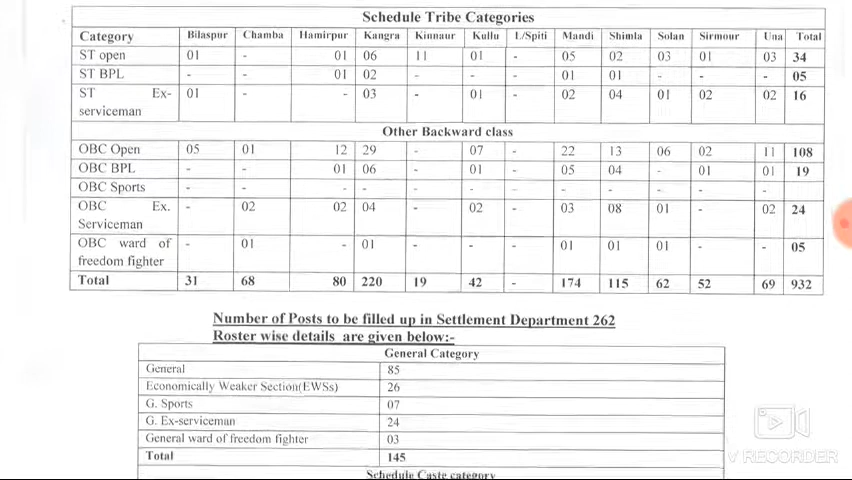 Schedule Tribe Categories
Category Bilaspur Chamba Hamirpur Kangra Kinnaur Kullu L/Spiti Mandi Shimla Solan Sirmour Una Total
ST open 01 - 01 06 11 01 - 05 02 03 01 03 34
ST BPL - - 01 02 - - - 01 01 - - - 05
ST Ex- 01 - - 03 - 01 - 02 04 01 02 02 16
serviceman
Other Backward class
OBC Open 05 01 12 29 - 07 - 22 13 06 02 11 108
OBC BPL - - 01 06 - 01 - 05 04 - 01 01 19
OBC Sports - - - - - - - - - - - -
OBC Ex. - 02 02 04 - 02 - 03 08 01 - 02 24
Serviceman
OBC ward of - 01 - 01 - - - 01 01 01 - - 05
freedom fighter
Total 31 68 80 220 19 42 - 174 115 62 52 69 932
Number of Posts to be filled up in Settlement Department 262
Roster wise details are given below:-
General Category
General 85
Economically Weaker Section(EWSs) 26
G. Sports 07
G. Ex-serviceman 24
General ward of freedom fighter 03
Total 145
Schedule Caste category
V RECORDER